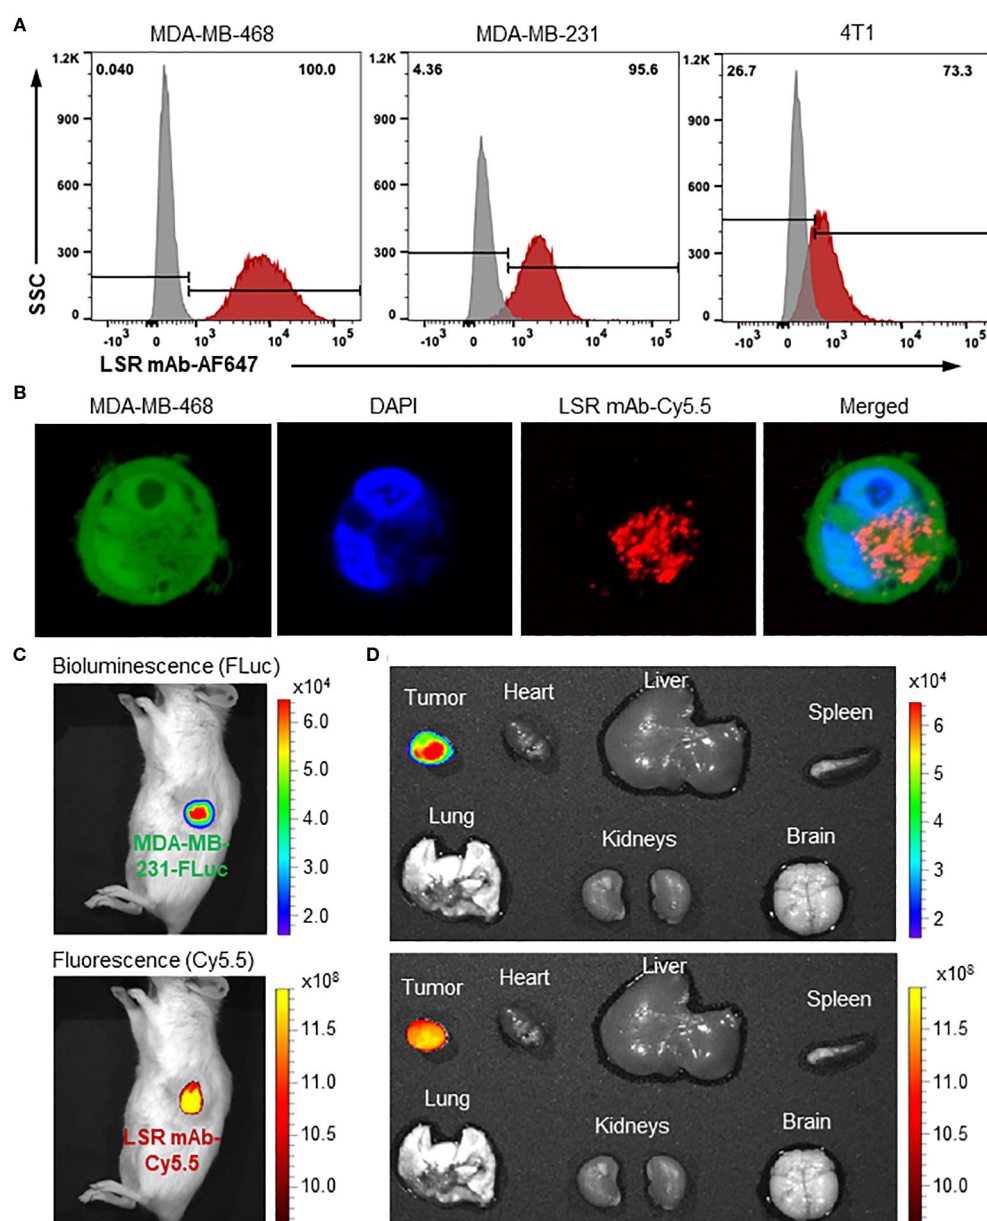 A
MDA-MB-468
MDA-MB-231
4T1
1.2K
0.040
100.0
900
600
300
0
-10³
0
10³
10⁴
10⁵
1.2K
4.36
95.6
900
600
300
0
-10³
0
10³
10⁴
10⁵
1.2K
26.7
73.3
900
600
300
0
-10³
0
10³
10⁴
10⁵
SSC
LSR mAb-AF647
B
MDA-MB-468
DAPI
LSR mAb-Cy5.5
Merged
C
Bioluminescence (FLuc)
x10⁴
6.0
5.0
4.0
3.0
2.0
MDA-MB-
231-FLuc
Fluorescence (Cy5.5)
x10⁸
11.5
11.0
10.5
10.0
LSR mAb-
Cy5.5
D
Tumor
Heart
Liver
Spleen
Lung
Kidneys
Brain
x10⁴
6
5
4
3
2
Tumor
Heart
Liver
Spleen
Lung
Kidneys
Brain
x10⁸
11.5
11.0
10.5
10.0